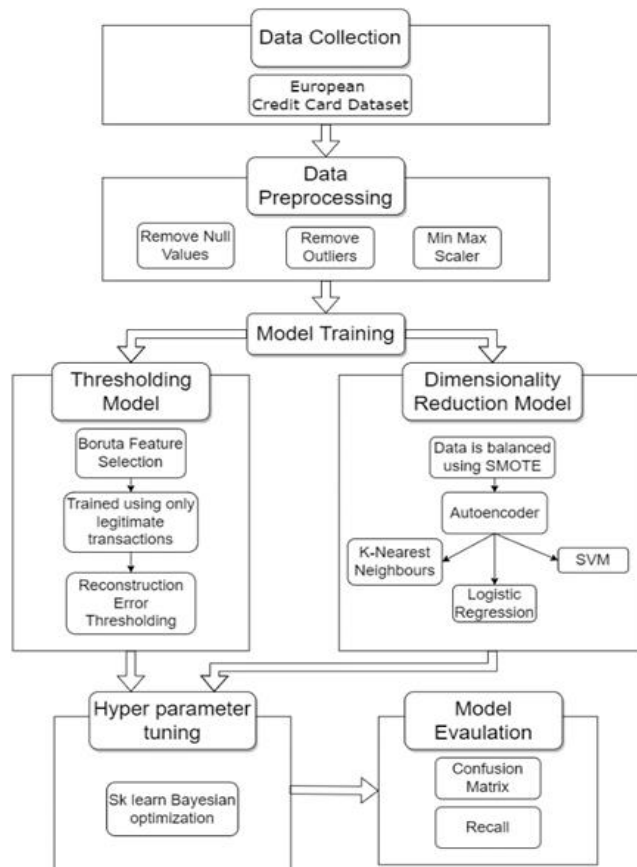 Data Collection
European
Credit Card Dataset
Data
Preprocessing
Remove Null
Values
Remove
Outliers
Min Max
Scaler
Model Training
Thresholding
Model
Boruta Feature
Selection
Trained using only
legitimate
transactions
Reconstruction
Error
Thresholding
Dimensionality
Reduction Model
Data is balanced
using SMOTE
Autoencoder
K-Nearest
Neighbours
Logistic
Regression
SVM
Hyper parameter
tuning
Sk learn Bayesian
optimization
Model
Evaulation
Confusion
Matrix
Recall